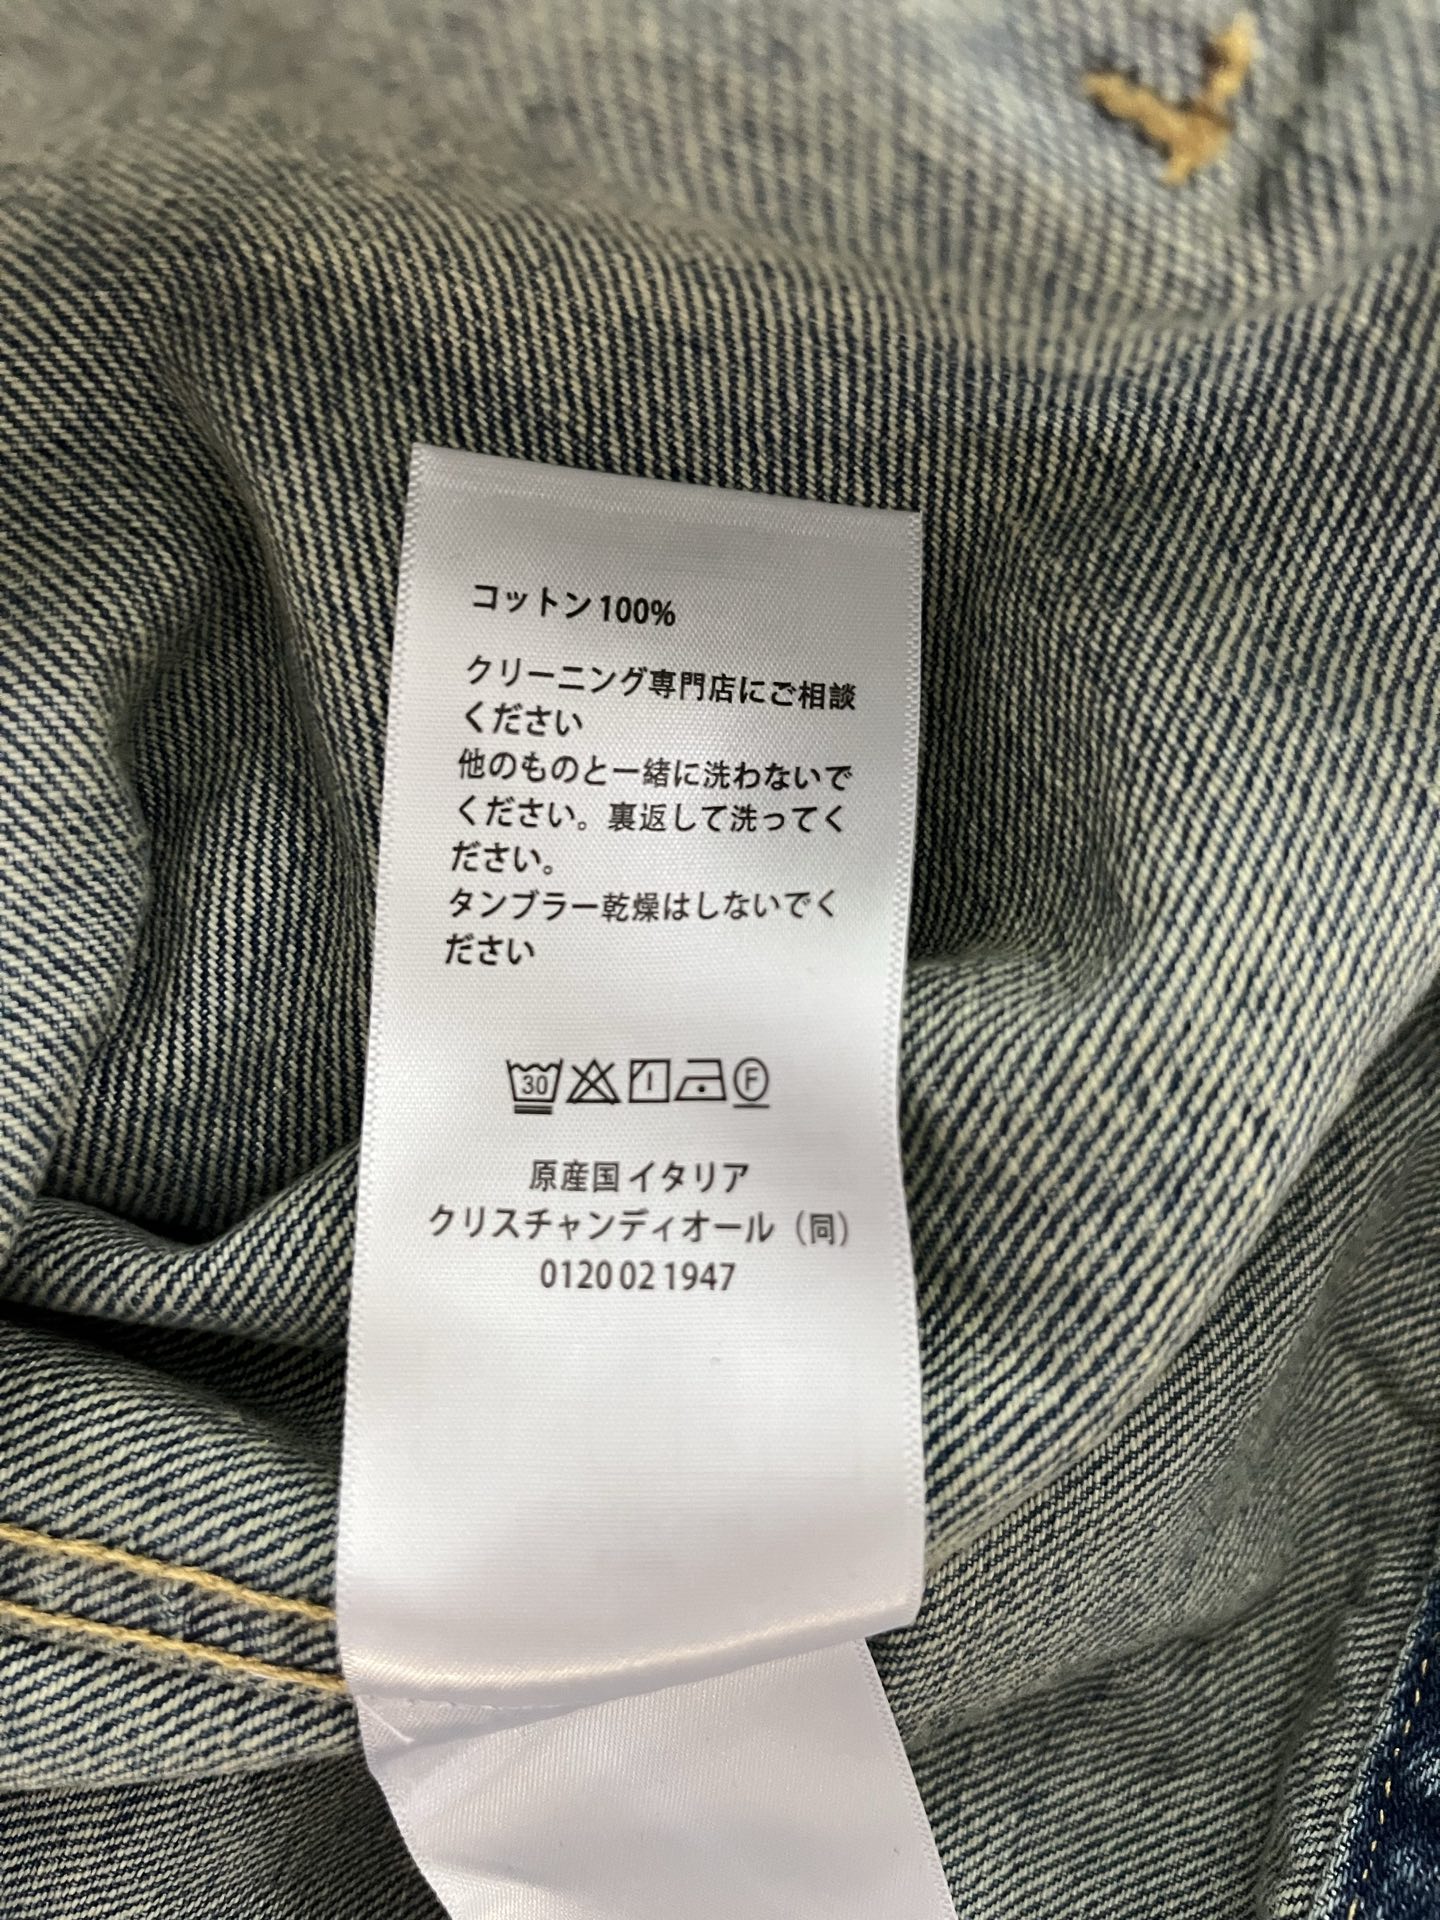 コットン 100%
クリーニング専門店にご相談
ください
他のものと一緒に洗わないで
ください。裏返して洗ってく
ださい。
タンブラー乾燥はしないでく
ださい
30
F
原産国 イタリア
クリスチャンディオール（同）
0120 02 1947